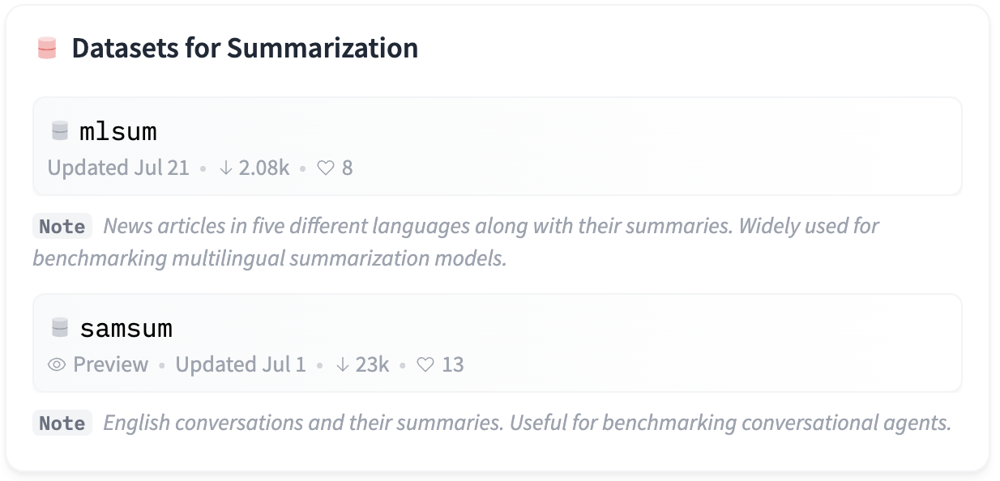 Datasets for Summarization
mlsum
Updated Jul 21 • ↓ 2.08k • ♡ 8
Note News articles in five different languages along with their summaries. Widely used for
benchmarking multilingual summarization models.
samsum
Preview • Updated Jul 1 • ↓ 23k • ♡ 13
Note English conversations and their summaries. Useful for benchmarking conversational agents.